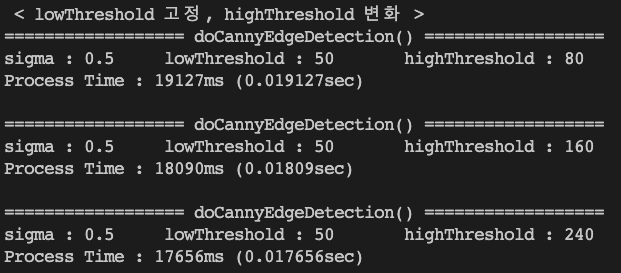 < lowThreshold 고정, highThreshold 변화 >
================== doCannyEdgeDetection() ==================
sigma : 0.5 lowThreshold : 50 highThreshold : 80
Process Time : 19127ms (0.019127sec)
================== doCannyEdgeDetection() ==================
sigma : 0.5 lowThreshold : 50 highThreshold : 160
Process Time : 18090ms (0.01809sec)
================== doCannyEdgeDetection() ==================
sigma : 0.5 lowThreshold : 50 highThreshold : 240
Process Time : 17656ms (0.017656sec)